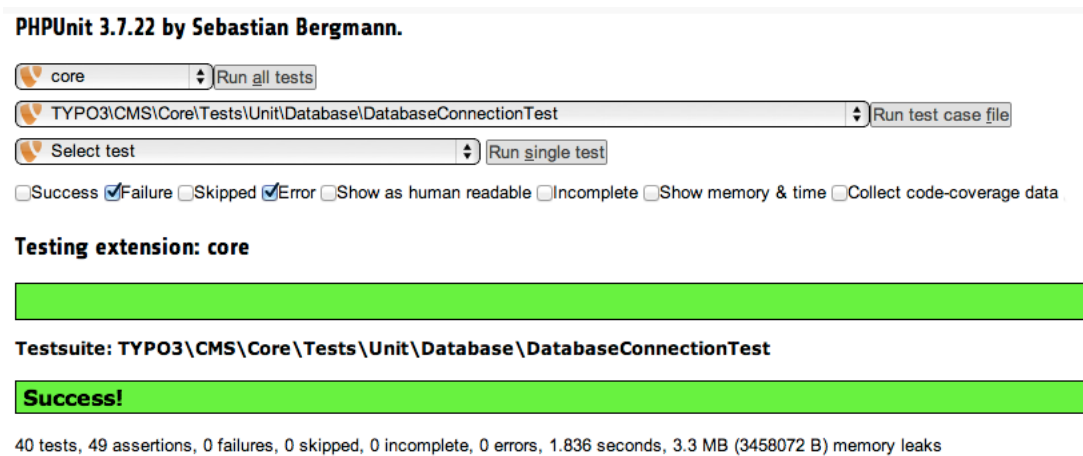 PHPUnit 3.7.22 by Sebastian Bergmann.
core Run all tests
TYPO3\CMS\Core\Tests\Unit\Database\DatabaseConnectionTest Run test case file
Select test Run single test
Success Failure Skipped Error Show as human readable Incomplete Show memory & time Collect code-coverage data
Testing extension: core
Testsuite: TYPO3\CMS\Core\Tests\Unit\Database\DatabaseConnectionTest
Success!
40 tests, 49 assertions, 0 failures, 0 skipped, 0 incomplete, 0 errors, 1.836 seconds, 3.3 MB (3458072 B) memory leaks